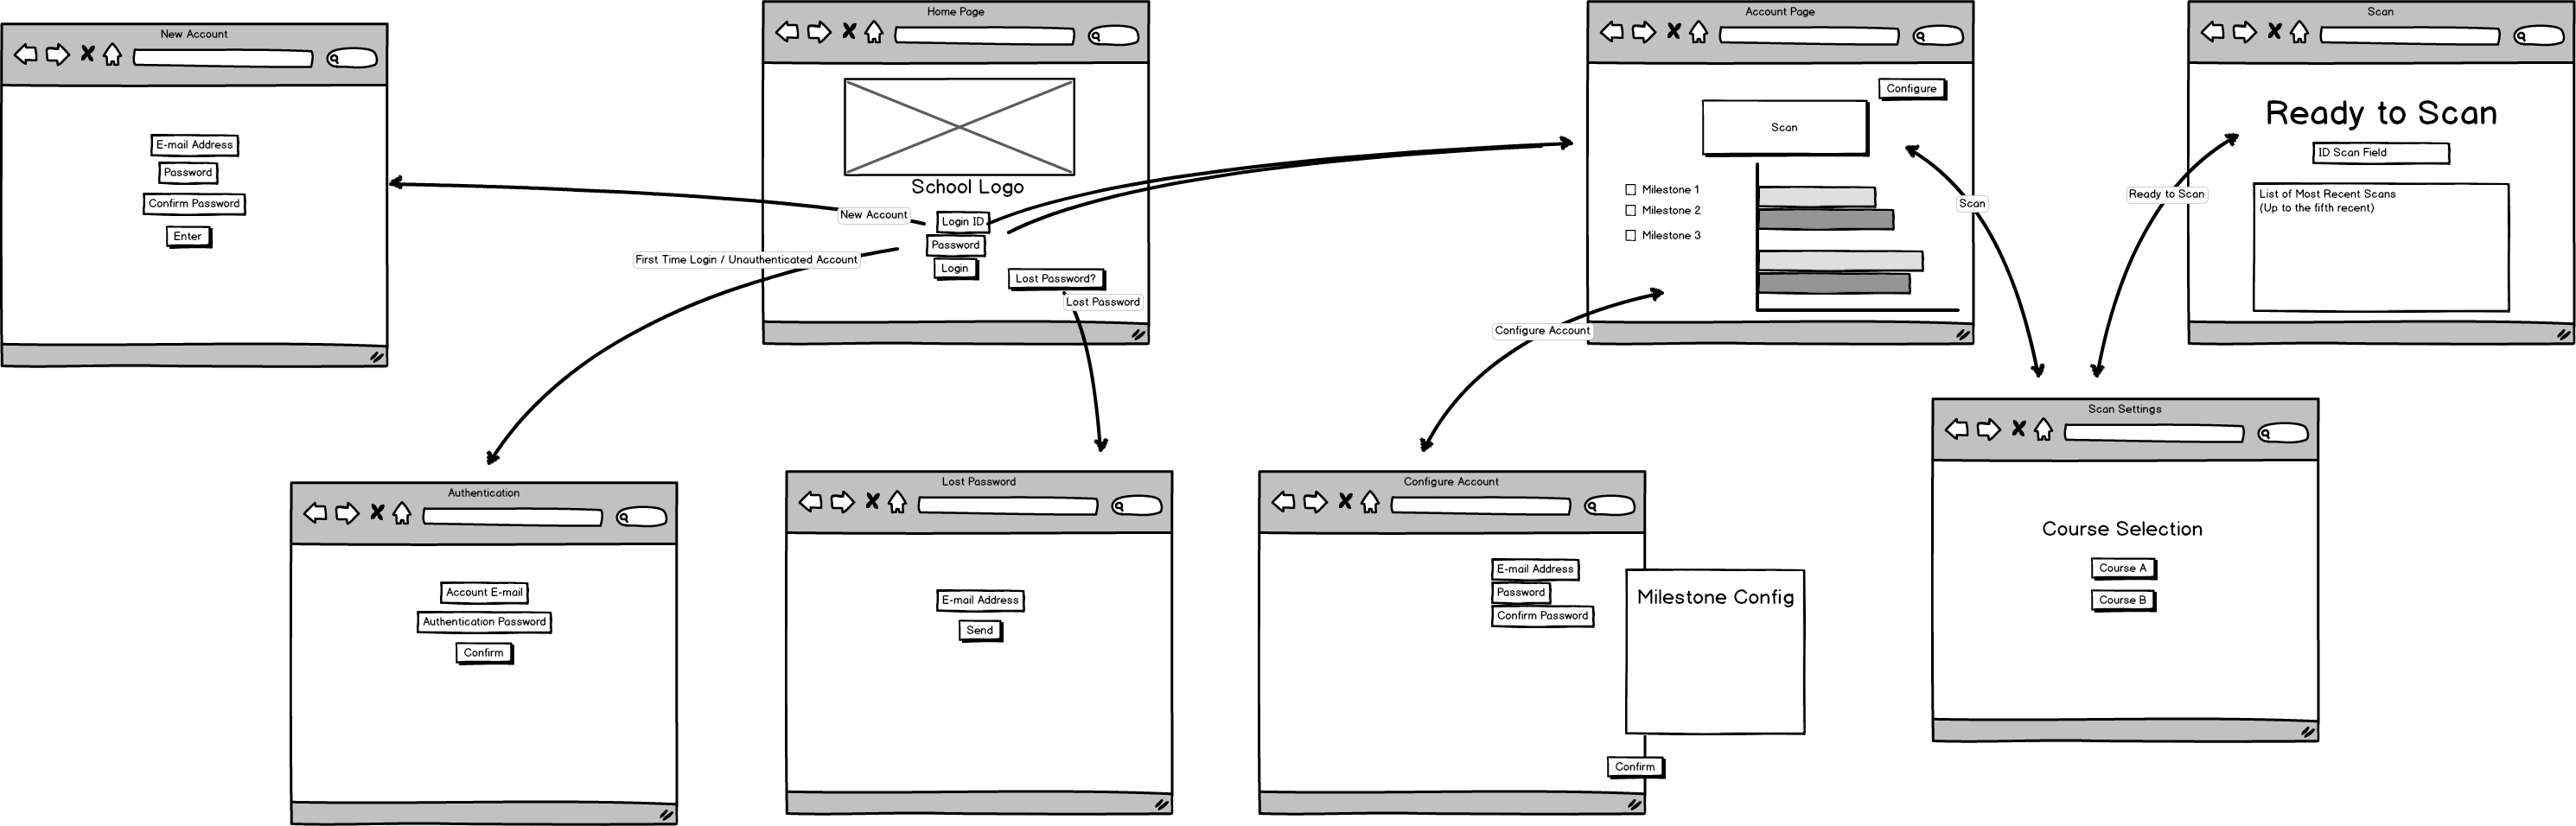 New Account
E-mail Address
Password
Confirm Password
Enter
Home Page
School Logo
New Account
Login ID
Password
Login
First Time Login / Unauthenticated Account
Lost Password?
Lost Password
Account Page
Configure
Scan
Milestone 1
Milestone 2
Milestone 3
Configure Account
Scan
Scan
Ready to Scan
ID Scan Field
Ready to Scan
List of Most Recent Scans
(Up to the fifth recent)
Authentication
Account E-mail
Authentication Password
Confirm
Lost Password
E-mail Address
Send
Configure Account
E-mail Address
Password
Confirm Password
Milestone Config
Confirm
Scan Settings
Course Selection
Course A
Course B